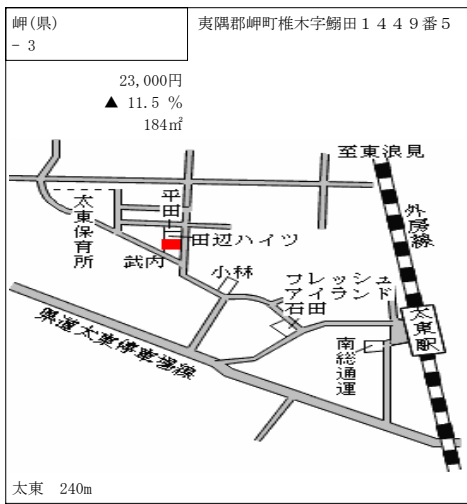 岬(県)
- 3
夷隅郡岬町椎木字鰯田１４４９番５
23,000円
▲ 11.5 %
184㎡
至東浪見
外房線
太東保育所
平田
田辺ハイツ
武内
小林
フレッシュ
アイランド
石田
太東駅
南総通運
県道太東停車場線
太東　240m